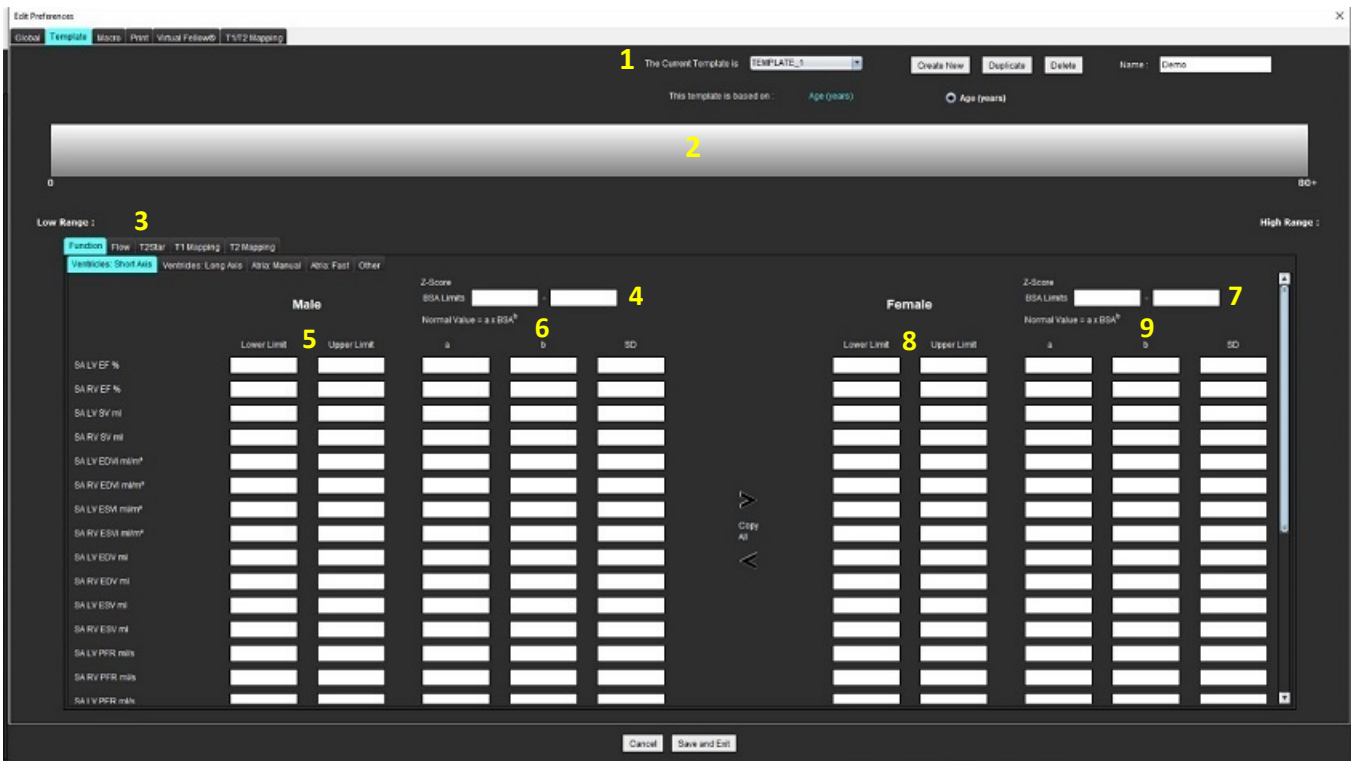 Edit Preferences
Global Template Macro Print Virtual Fellow® T1/T2 Mapping
1 The Current Template is TEMPLATE_1 Create New Duplicate Delete Name : Demo
This template is based on : Age (years) Age (years)
2
0 80+
Low Range : High Range :
3
Function Flow T2Star T1 Mapping T2 Mapping
Ventricles: Short Axis Ventricles: Long Axis Atria: Manual Atria: Fast Other
Z-Score Z-Score
Male BSA Limits - 4 Female BSA Limits - 7
Normal Value = a x BSAᵇ Normal Value = a x BSAᵇ
5 6 8 9
Lower Limit Upper Limit a b SD Lower Limit Upper Limit a b SD
SA LV EF %
SA RV EF %
SA LV SV ml
SA RV SV ml
SA LV EDVI ml/m²
SA RV EDVI ml/m²
SA LV ESVI ml/m²
SA RV ESVI ml/m²
>
Copy
All
<
SA LV EDV ml
SA RV EDV ml
SA LV ESV ml
SA RV ESV ml
SA LV PFR ml/s
SA RV PFR ml/s
SA LV PER ml/s
Cancel Save and Exit